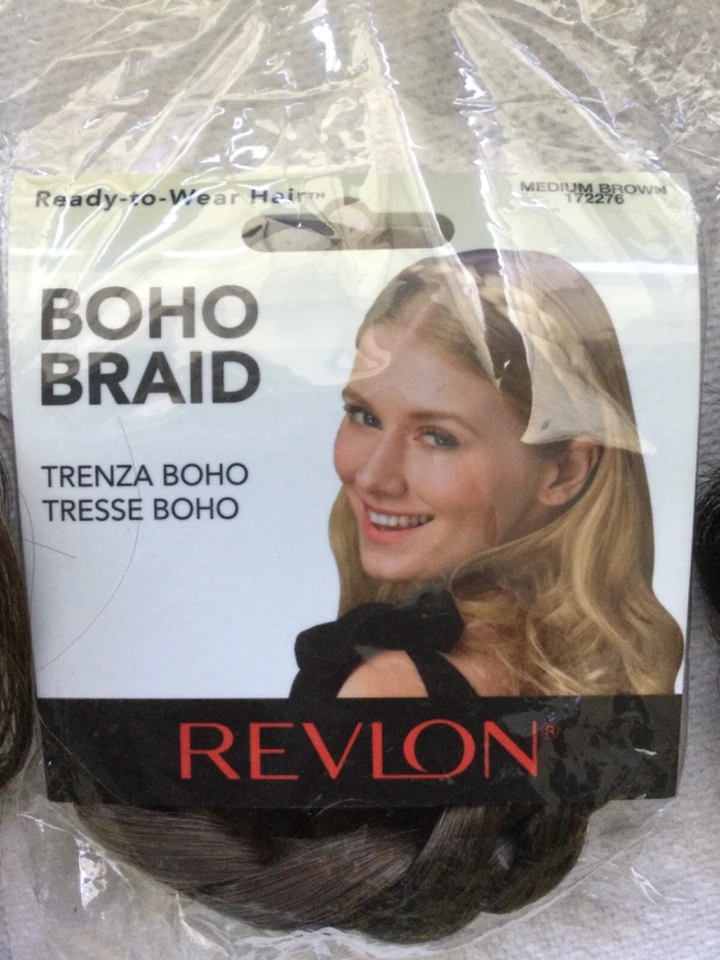 Ready-to-Wear Hair™
MEDIUM BROWN
172276
BOHO
BRAID
TRENZA BOHO
TRESSE BOHO
REVLON®